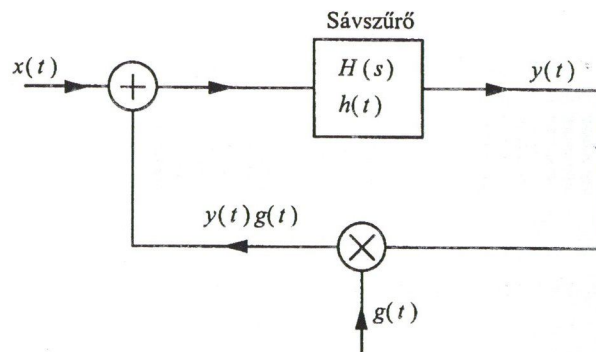 Sávszűrő
x(t)
+
H(s)
h(t)
y(t)
y(t)g(t)
×
g(t)